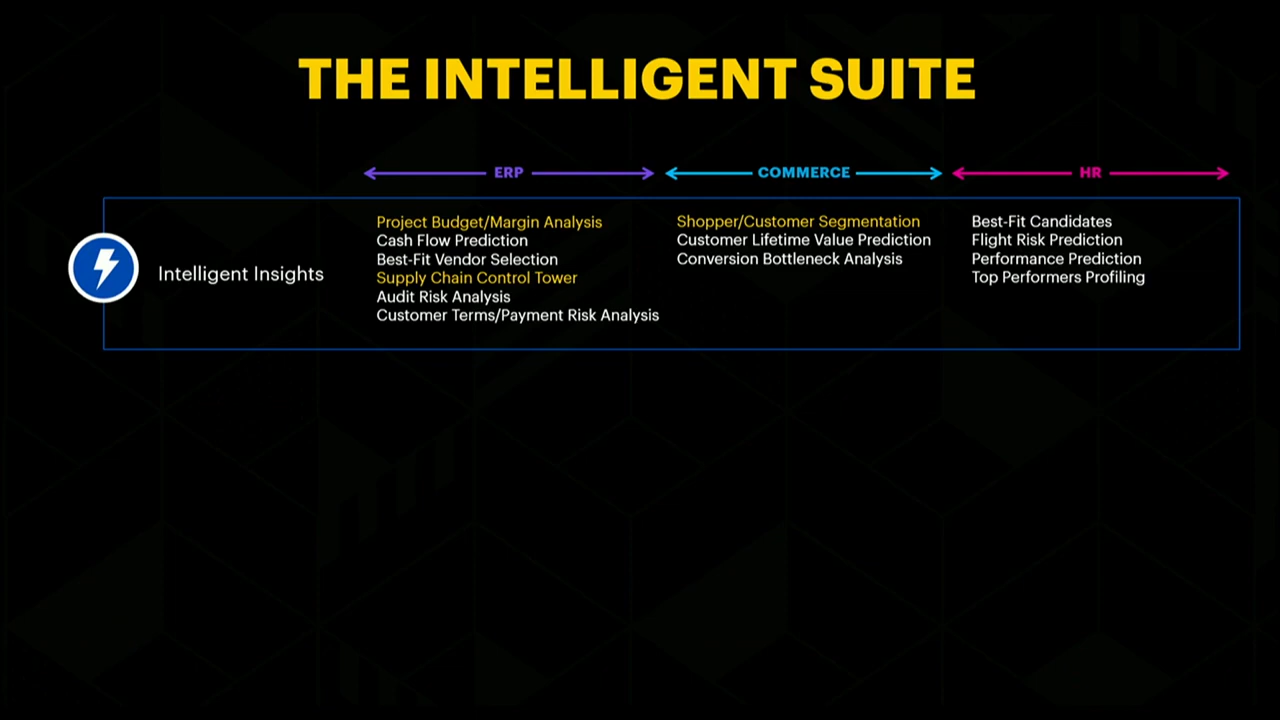 THE INTELLIGENT SUITE
ERP
COMMERCE
HR
Intelligent Insights
Project Budget/Margin Analysis
Cash Flow Prediction
Best-Fit Vendor Selection
Supply Chain Control Tower
Audit Risk Analysis
Customer Terms/Payment Risk Analysis
Shopper/Customer Segmentation
Customer Lifetime Value Prediction
Conversion Bottleneck Analysis
Best-Fit Candidates
Flight Risk Prediction
Performance Prediction
Top Performers Profiling